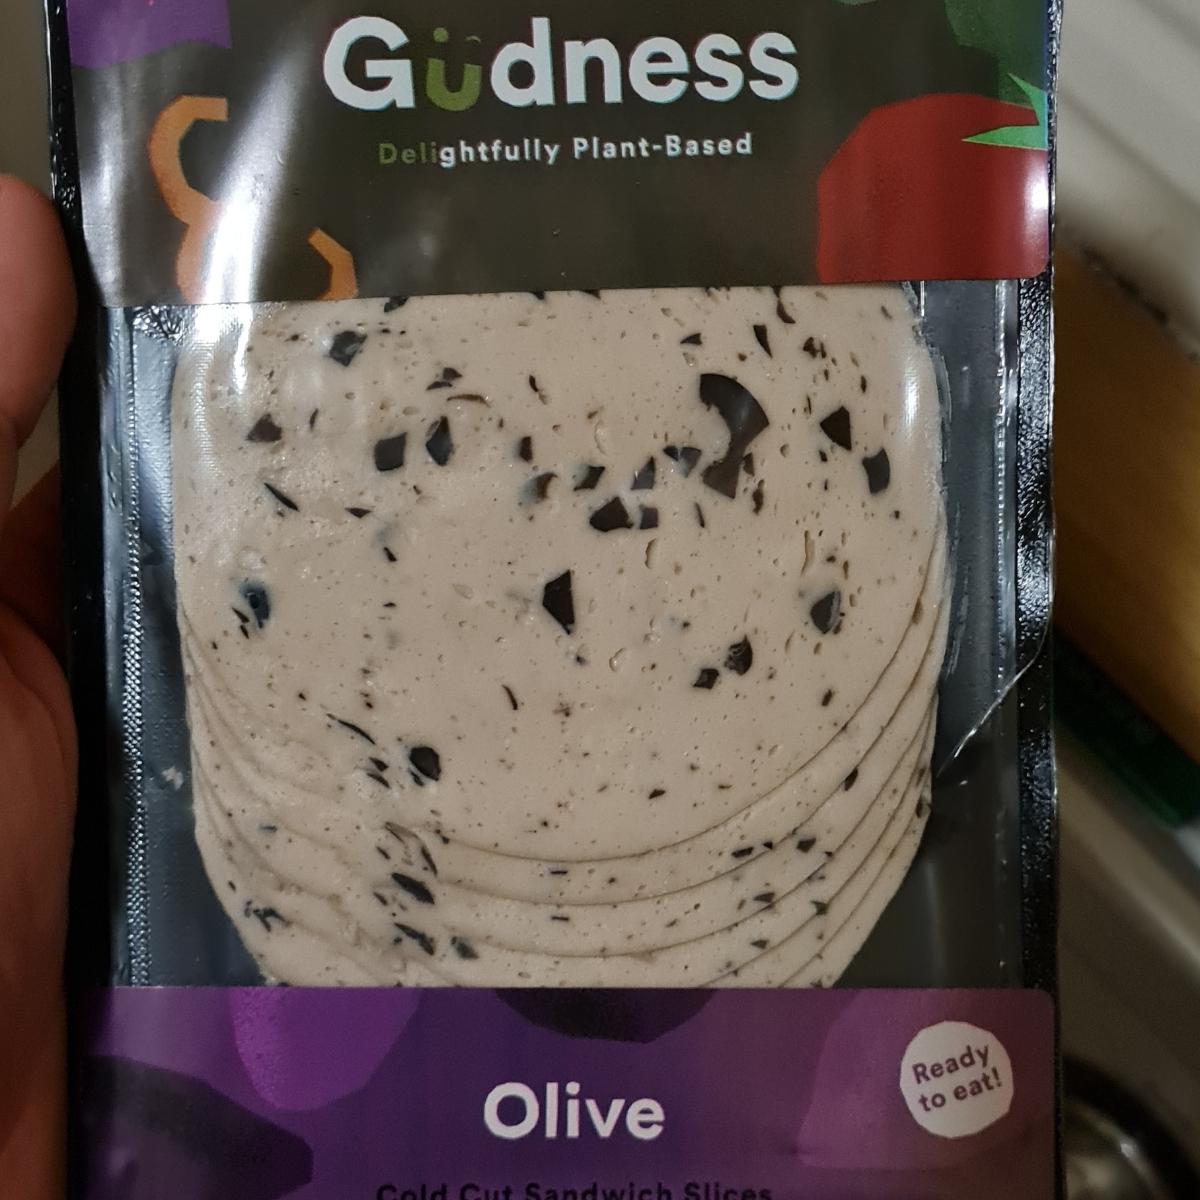 Güdness
Delightfully Plant-Based
Ready
to eat!
Olive
Cold Cut Sandwich Slices